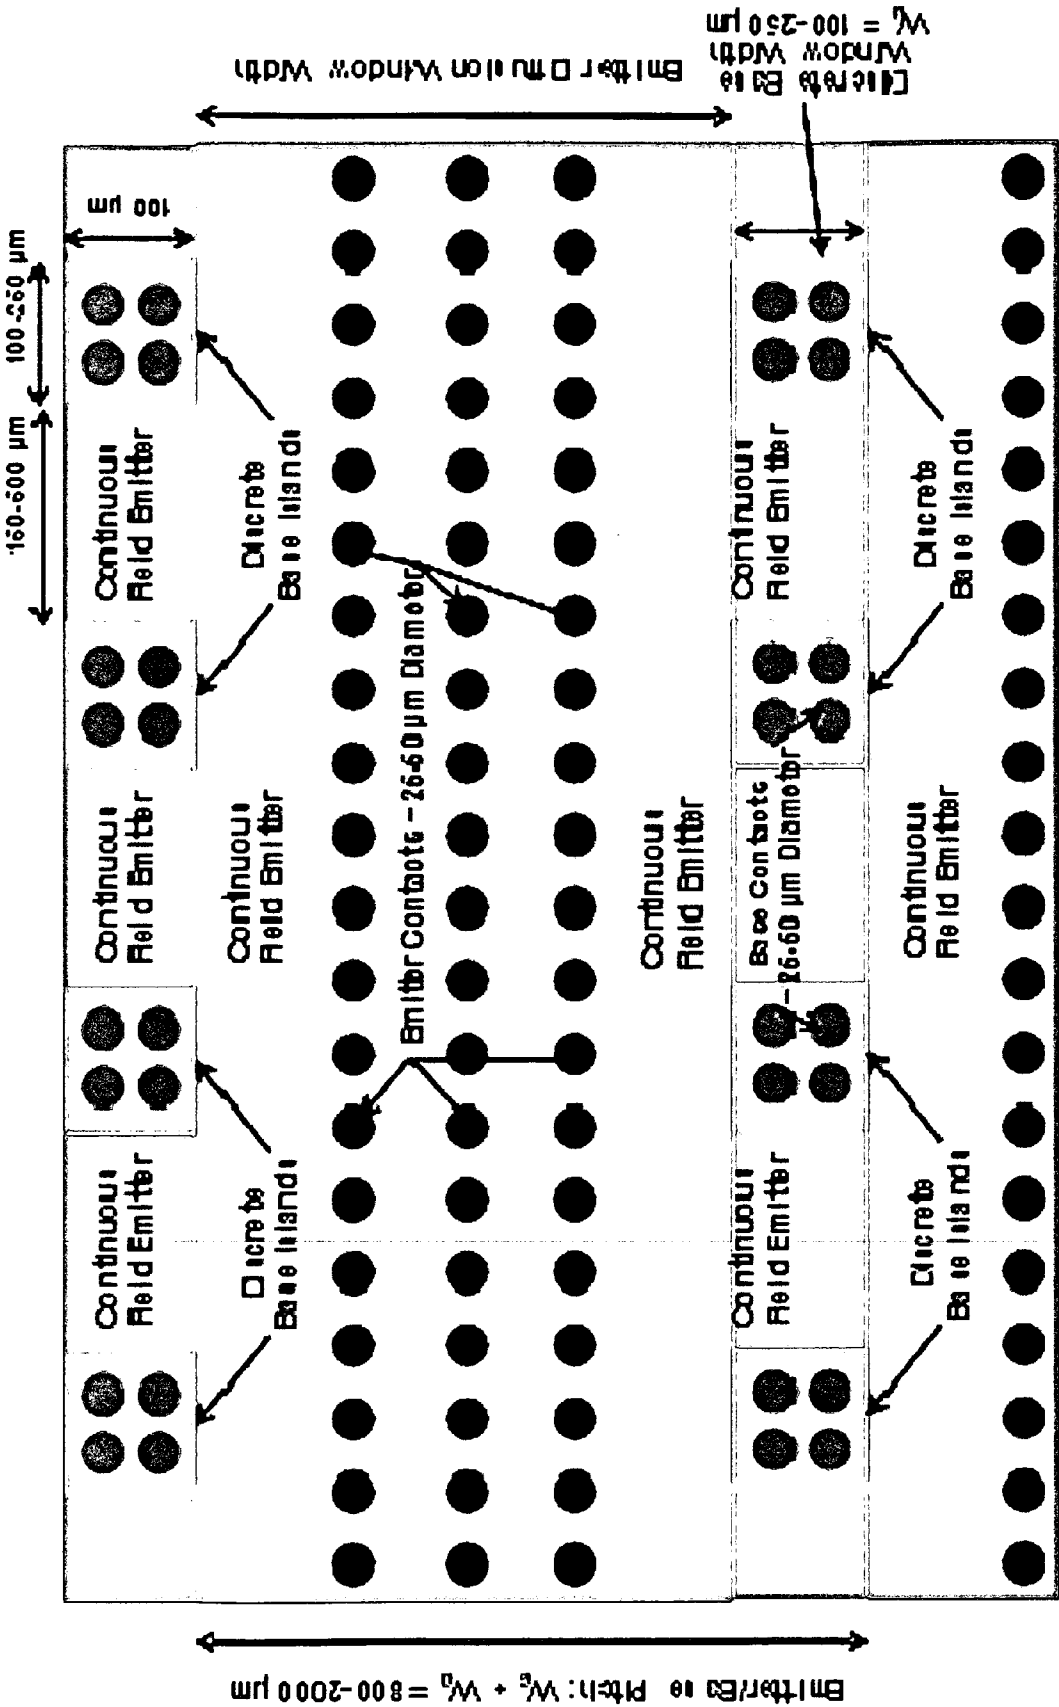 Emitter Diffusion Window Width
Discrete Base
Window Width
W_b = 100-250 µm
100 µm
100-250 µm
150-500 µm
Continuous
Field Emitter
Discrete
Base Islands
Continuous
Field Emitter
Continuous
Field Emitter
Discrete
Base Islands
Continuous
Field Emitter
Emitter Contacts – 25-50 µm Diameter
Continuous
Field Emitter
Continuous
Field Emitter
Discrete
Base Islands
Base Contacts
– 25-50 µm Diameter
Continuous
Field Emitter
Continuous
Field Emitter
Discrete
Base Islands
Emitter/Base Pitch: W_e + W_b = 800-2000 µm